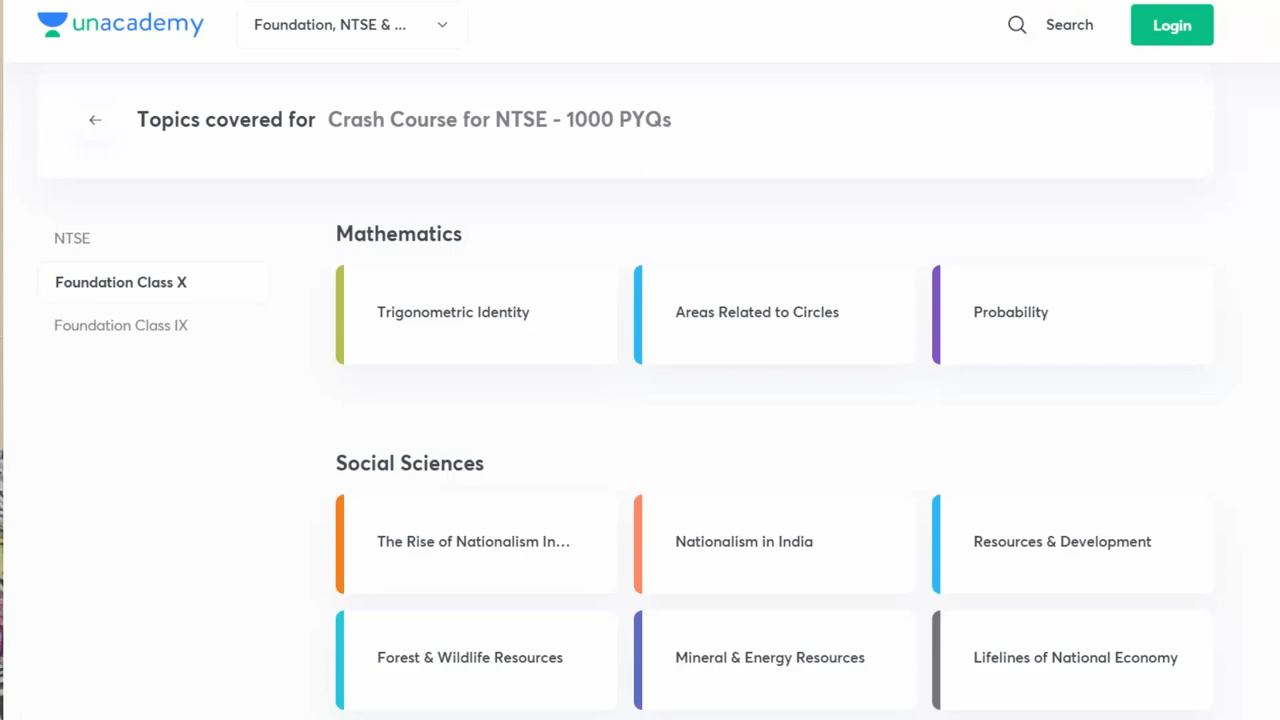 unacademy
Foundation, NTSE & ...
Search
Login
Topics covered for Crash Course for NTSE - 1000 PYQs
NTSE
Foundation Class X
Foundation Class IX
Mathematics
Trigonometric Identity
Areas Related to Circles
Probability
Social Sciences
The Rise of Nationalism In...
Nationalism in India
Resources & Development
Forest & Wildlife Resources
Mineral & Energy Resources
Lifelines of National Economy